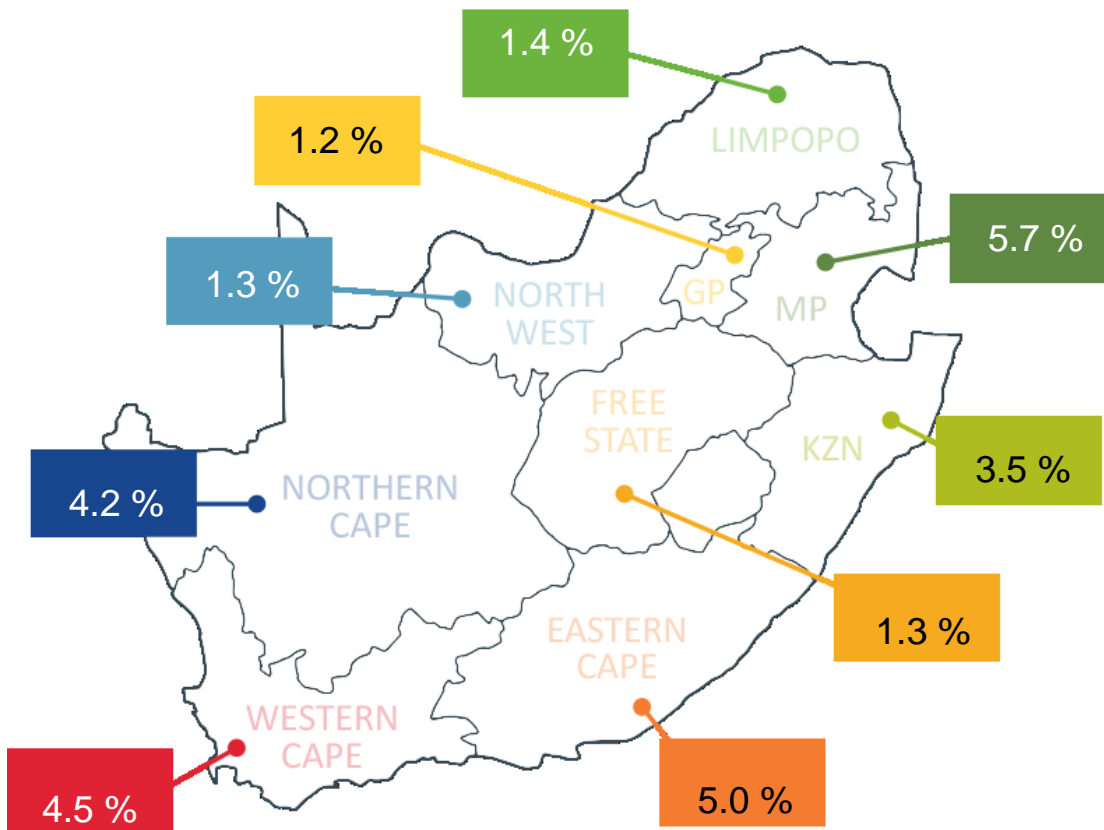 1.4 %
1.2 %
LIMPOPO
5.7 %
1.3 %
NORTH
WEST
GP
MP
FREE
STATE
KZN
3.5 %
4.2 %
NORTHERN
CAPE
1.3 %
EASTERN
CAPE
WESTERN
CAPE
4.5 %
5.0 %